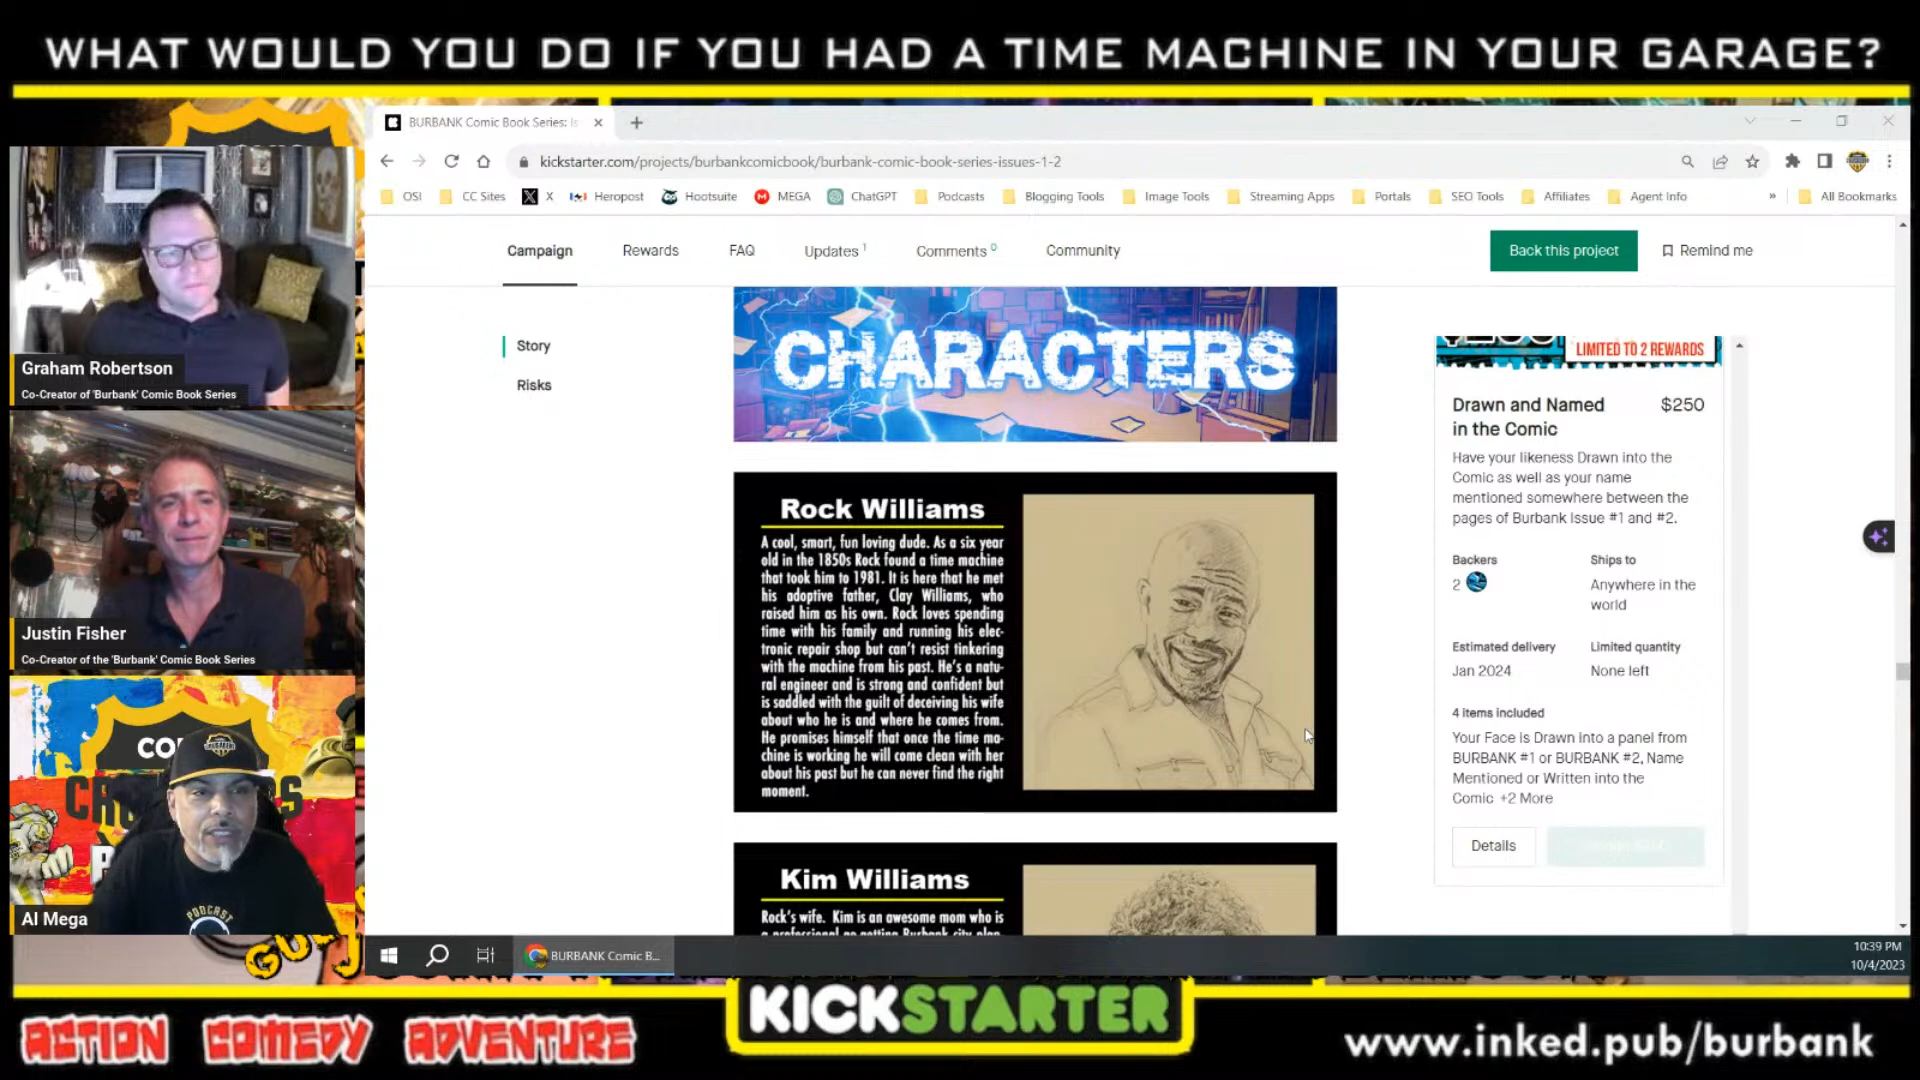 WHAT WOULD YOU DO IF YOU HAD A TIME MACHINE IN YOUR GARAGE?
BURBANK Comic Book Series: Is
kickstarter.com/projects/burbankcomicbook/burbank-comic-book-series-issues-1-2
OSI
CC Sites
X
Heropost
Hootsuite
MEGA
ChatGPT
Podcasts
Blogging Tools
Image Tools
Streaming Apps
Portals
SEO Tools
Affiliates
Agent Info
»
All Bookmarks
Campaign
Rewards
FAQ
Updates 1
Comments 0
Community
Back this project
Remind me
Story
Risks
CHARACTERS
Rock Williams
A cool, smart, fun loving dude. As a six year
old in the 1850s Rock found a time machine
that took him to 1981. It is here that he met
his adoptive father, Clay Williams, who
raised him as his own. Rock loves spending
time with his family and running his elec-
tronic repair shop but can't resist tinkering
with the machine from his past. He's a natu-
ral engineer and is strong and confident but
is saddled with the guilt of deceiving his wife
about who he is and where he comes from.
He promises himself that once the time ma-
chine is working he will come clean with her
about his past but he can never find the right
moment.
Kim Williams
Rock's wife. Kim is an awesome mom who is
LIMITED TO 2 REWARDS
Drawn and Named
in the Comic
$250
Have your likeness Drawn into the
Comic as well as your name
mentioned somewhere between the
pages of Burbank Issue #1 and #2.
Backers
2
Ships to
Anywhere in the
world
Estimated delivery
Jan 2024
Limited quantity
None left
4 items included
Your Face is Drawn into a panel from
BURBANK #1 or BURBANK #2, Name
Mentioned or Written into the
Comic +2 More
Details
Graham Robertson
Co-Creator of 'Burbank' Comic Book Series
Justin Fisher
Co-Creator of the 'Burbank' Comic Book Series
PODCAST
Al Mega
BURBANK Comic B...
10:39 PM
10/4/2023
ACTION COMEDY ADVENTURE
KICKSTARTER
www.inked.pub/burbank